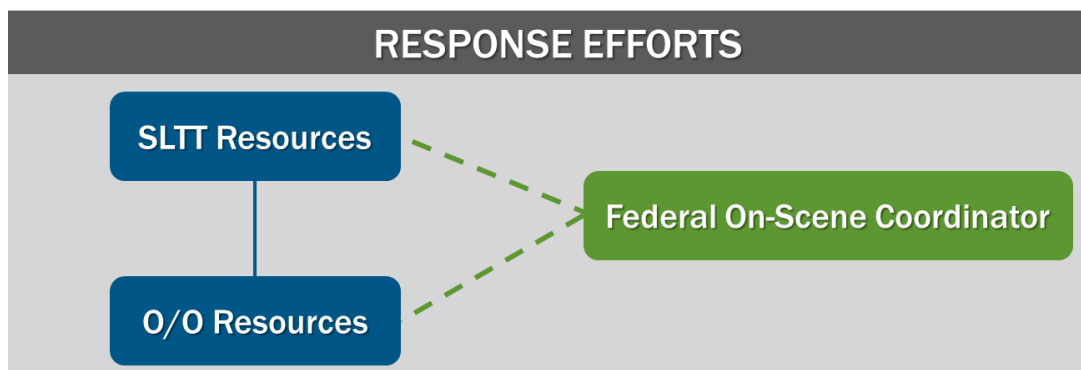 RESPONSE EFFORTS
SLTT Resources
Federal On-Scene Coordinator
O/O Resources